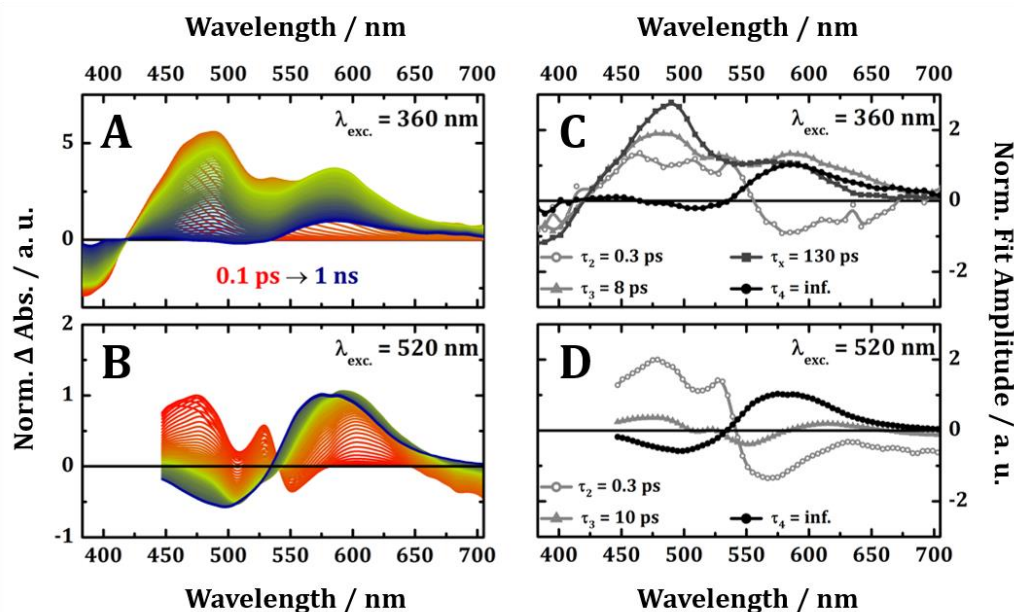 Wavelength / nm
Wavelength / nm
400 450 500 550 600 650 700
400 450 500 550 600 650 700
A
λexc. = 360 nm
5
0
0.1 ps → 1 ns
C
λexc. = 360 nm
2
0
-2
τ2 = 0.3 ps
τx = 130 ps
τ3 = 8 ps
τ4 = inf.
Norm. Δ Abs. / a. u.
Norm. Fit Amplitude / a. u.
B
λexc. = 520 nm
2
1
0
-1
D
λexc. = 520 nm
2
0
-2
τ2 = 0.3 ps
τ3 = 10 ps
τ4 = inf.
400 450 500 550 600 650 700
400 450 500 550 600 650 700
Wavelength / nm
Wavelength / nm